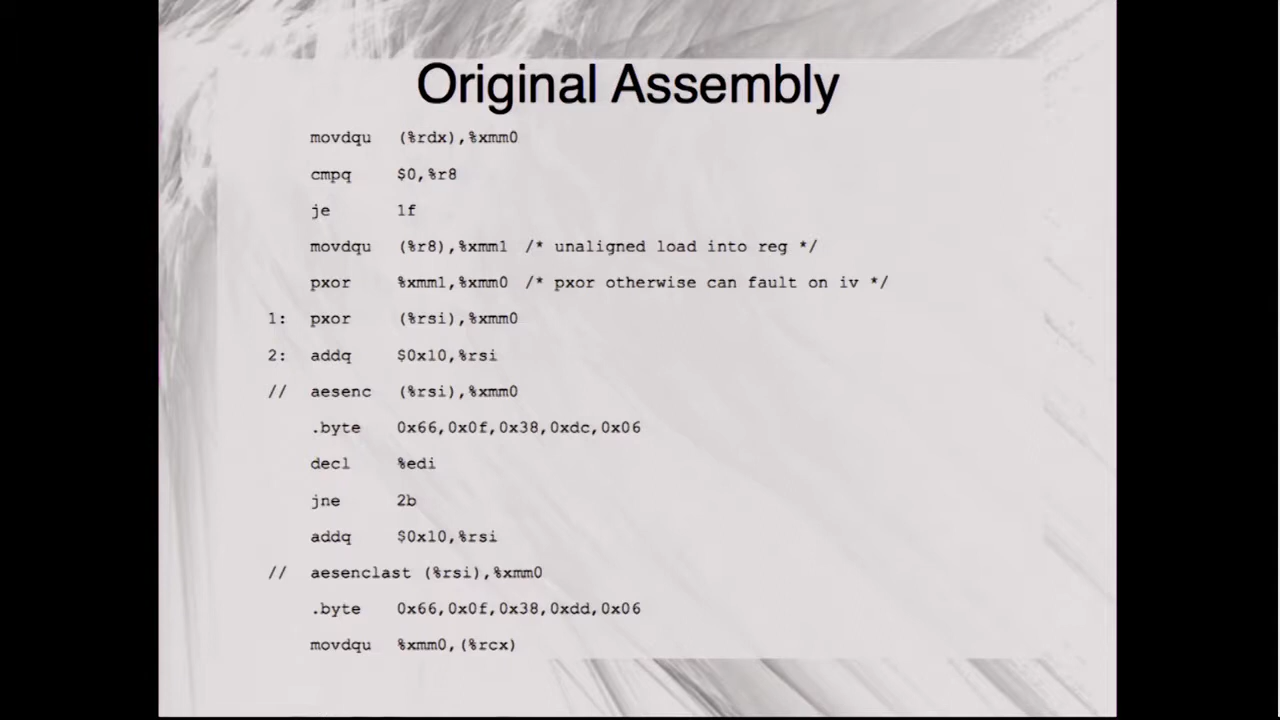 Original Assembly
movdqu (%rdx),%xmm0
cmpq $0,%r8
je 1f
movdqu (%r8),%xmm1 /* unaligned load into reg */
pxor %xmm1,%xmm0 /* pxor otherwise can fault on iv */
1: pxor (%rsi),%xmm0
2: addq $0x10,%rsi
// aesenc (%rsi),%xmm0
.byte 0x66,0x0f,0x38,0xdc,0x06
decl %edi
jne 2b
addq $0x10,%rsi
// aesenclast (%rsi),%xmm0
.byte 0x66,0x0f,0x38,0xdd,0x06
movdqu %xmm0,(%rcx)